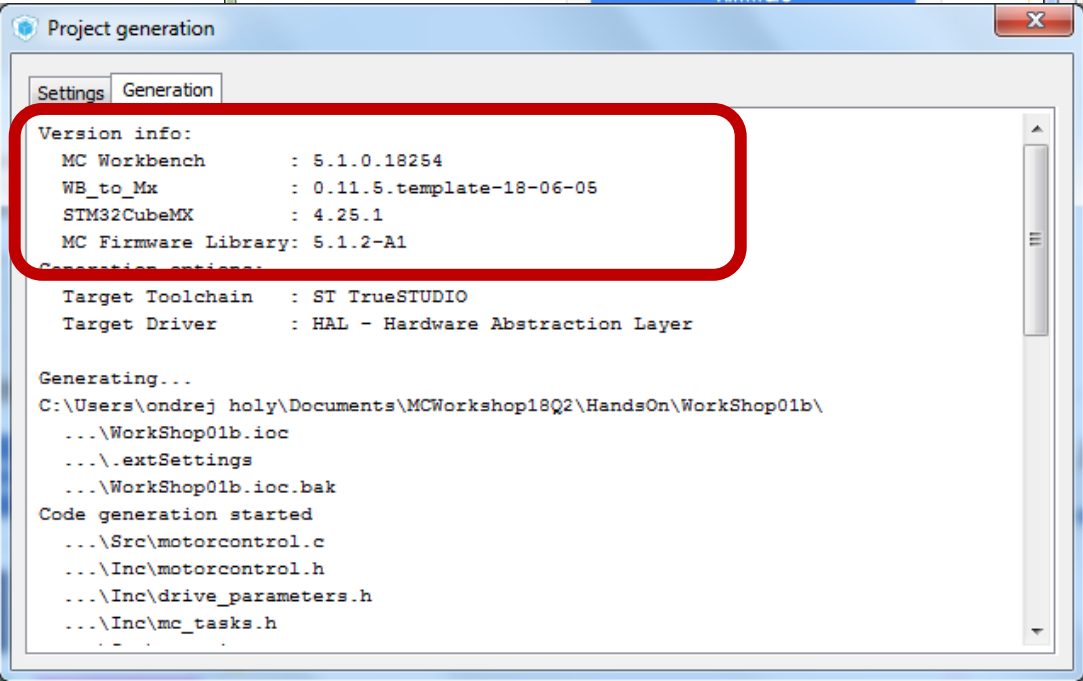 Project generation
Settings Generation
Version info:
MC Workbench : 5.1.0.18254
WB_to_Mx : 0.11.5.template-18-06-05
STM32CubeMX : 4.25.1
MC Firmware Library: 5.1.2-A1
Generation options:
Target Toolchain : ST TrueSTUDIO
Target Driver : HAL - Hardware Abstraction Layer
Generating...
C:\Users\ondrej holy\Documents\MCWorkshop18Q2\HandsOn\WorkShop01b\
...\WorkShop01b.ioc
...\.extSettings
...\WorkShop01b.ioc.bak
Code generation started
...\Src\motorcontrol.c
...\Inc\motorcontrol.h
...\Inc\drive_parameters.h
...\Inc\mc_tasks.h